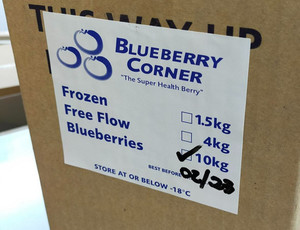 THIS WAY UP
BLUEBERRY
CORNER
"The Super Health Berry"
Frozen
Free Flow
Blueberries
1.5kg
4kg
10kg
BEST BEFORE
02/23
STORE AT OR BELOW -18°C